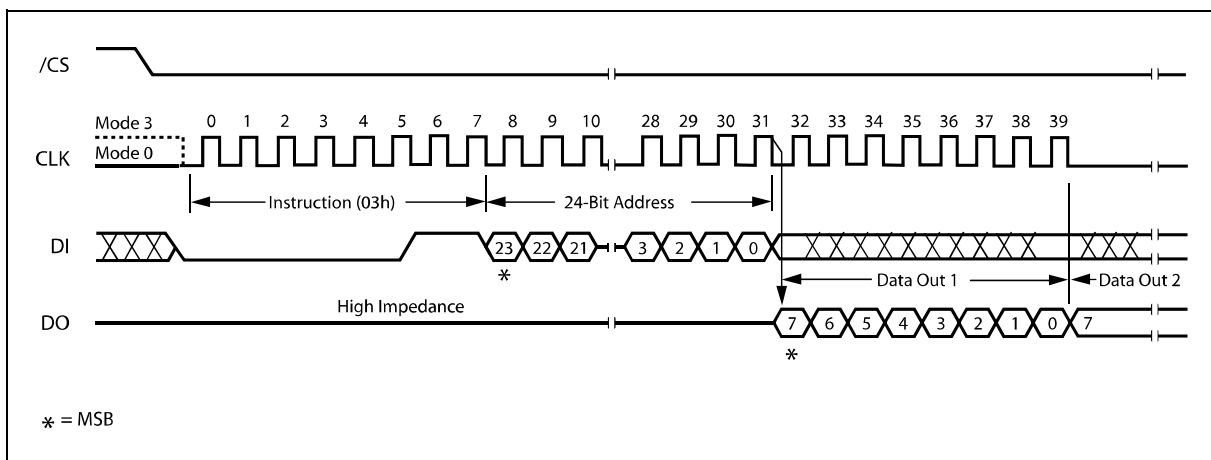 /CS
Mode 3
0 1 2 3 4 5 6 7 8 9 10 28 29 30 31 32 33 34 35 36 37 38 39
CLK
Mode 0
Instruction (03h) 24-Bit Address
DI
23 22 21 3 2 1 0
*
Data Out 1 Data Out 2
High Impedance
DO
7 6 5 4 3 2 1 0 7
*
* = MSB